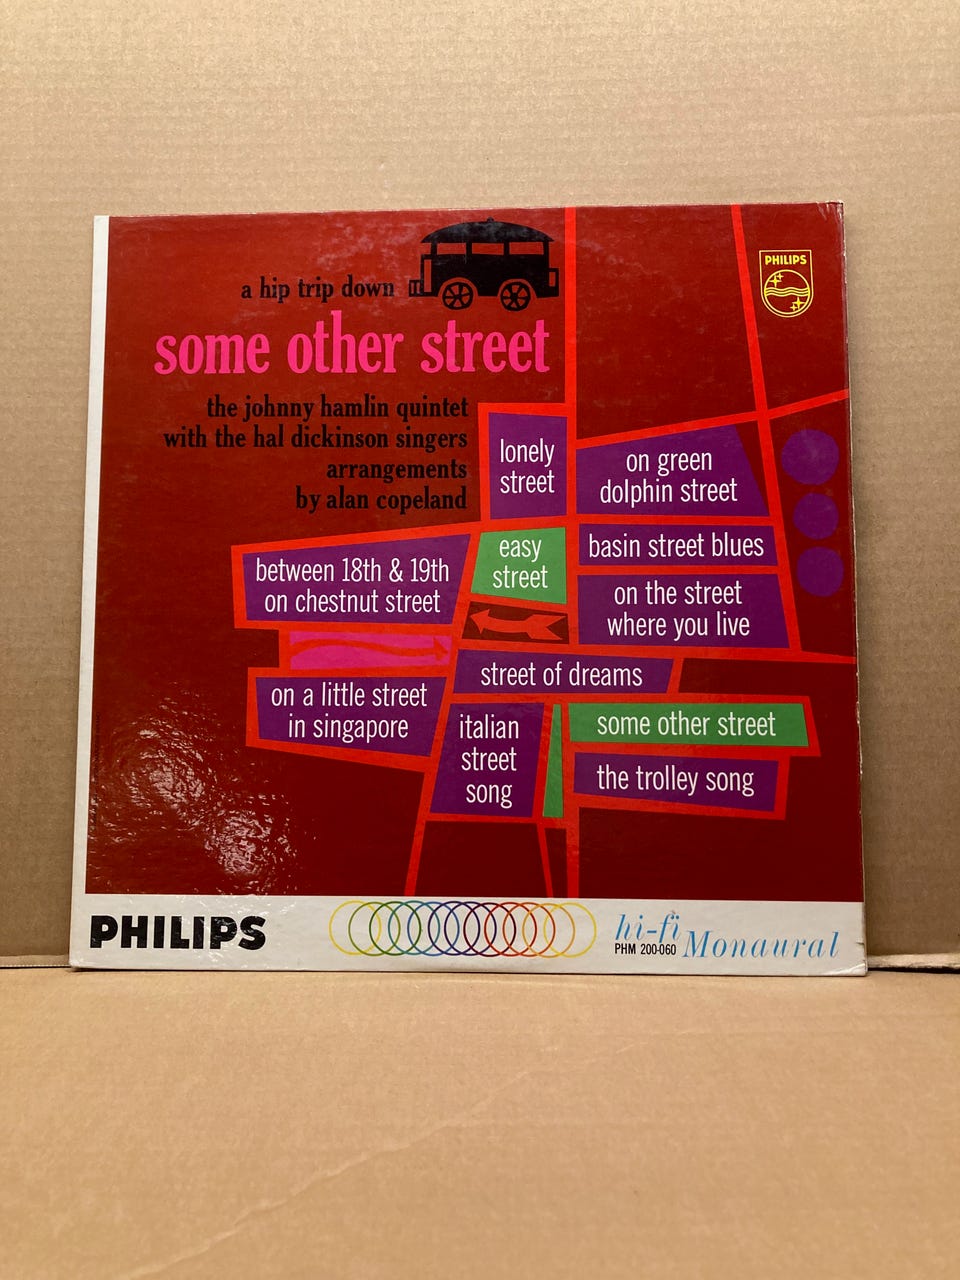 a hip trip down
some other street
the johnny hamlin quintet
with the hal dickinson singers
arrangements
by alan copeland
PHILIPS
lonely
street
on green
dolphin street
easy
street
basin street blues
between 18th & 19th
on chestnut street
on the street
where you live
street of dreams
on a little street
in singapore
italian
street
song
some other street
the trolley song
PHILIPS
hi-fi
PHM 200-060
Monaural